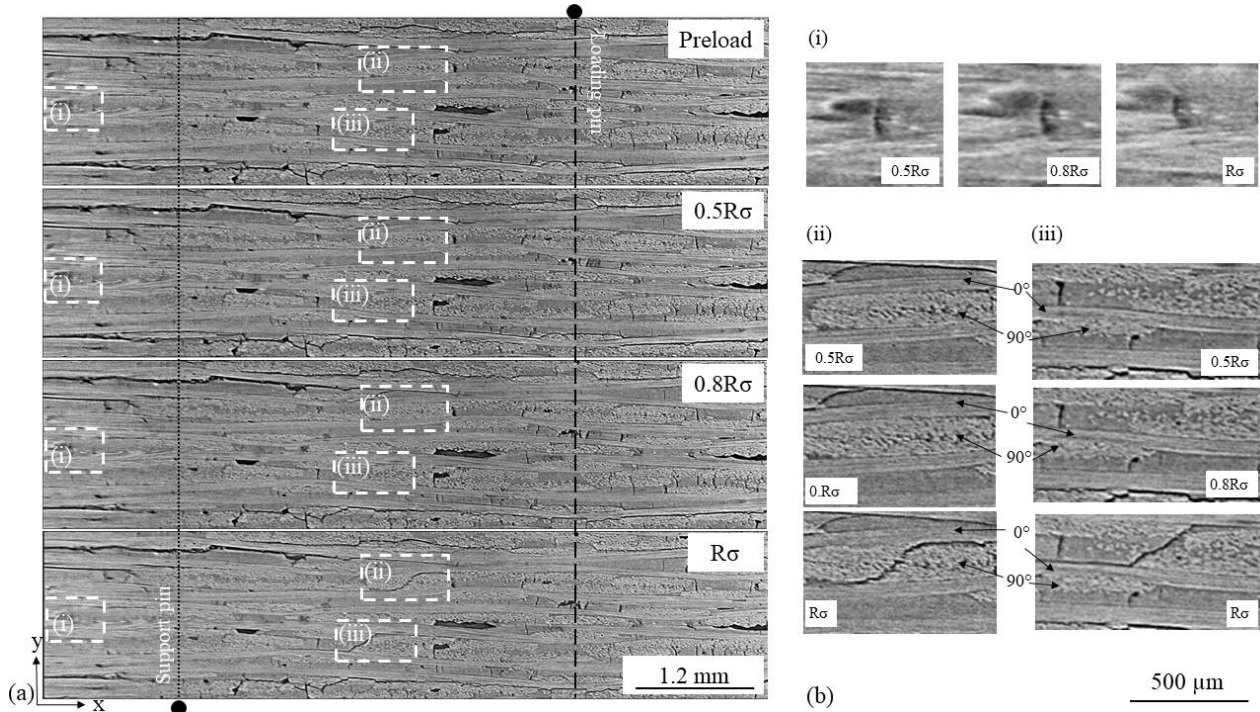 Preload
(i)
(ii)
(iii)
Loading pin
0.5Rσ
(i)
(ii)
(iii)
0.8Rσ
(i)
(ii)
(iii)
Rσ
(i)
(ii)
(iii)
Support pin
1.2 mm
y
x
(a)
(i)
0.5Rσ
0.8Rσ
Rσ
(ii)
(iii)
0°
90°
0.5Rσ
0.5Rσ
0°
90°
0.Rσ
0.8Rσ
0°
90°
Rσ
Rσ
(b)
500 µm